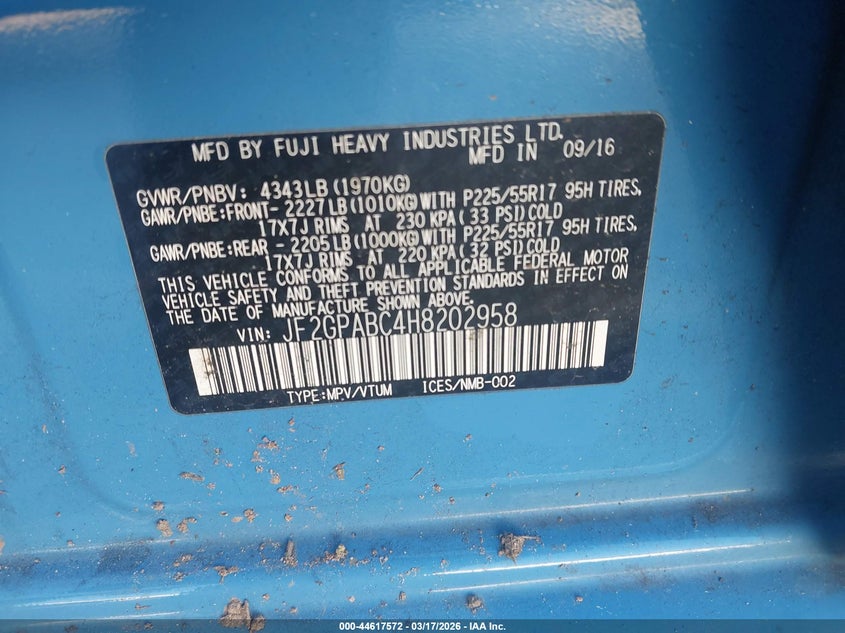 MFD BY FUJI HEAVY INDUSTRIES LTD.
MFD IN 09/16
GVWR/PNBV: 4343LB(1970KG)
GAWR/PNBE:FRONT- 2227LB(1010KG)WITH P225/55R17 95H TIRES,
17X7J RIMS AT 230 KPA(33 PSI)COLD
GAWR/PNBE:REAR - 2205LB(1000KG)WITH P225/55R17 95H TIRES,
17X7J RIMS AT 220 KPA(32 PSI)COLD
THIS VEHICLE CONFORMS TO ALL APPLICABLE FEDERAL MOTOR
VEHICLE SAFETY AND THEFT PREVENTION STANDARDS IN EFFECT ON
THE DATE OF MANUFACTURE SHOWN ABOVE.
VIN: JF2GPABC4H8202958
TYPE:MPV/VTUM ICES/NMB-002
000-44617572 - 03/17/2026 - IAA Inc.